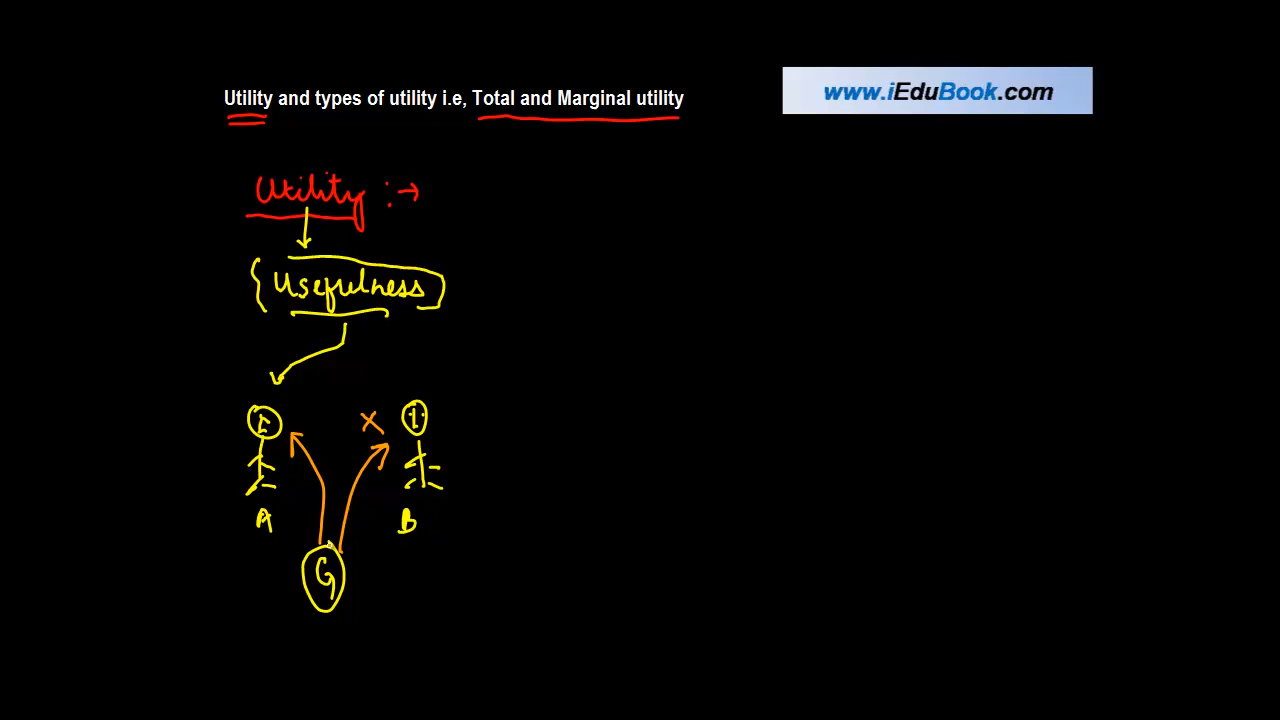 Utility and types of utility i.e, Total and Marginal utility
www.iEduBook.com
Utility :→
{ Usefulness
X
A
B
G